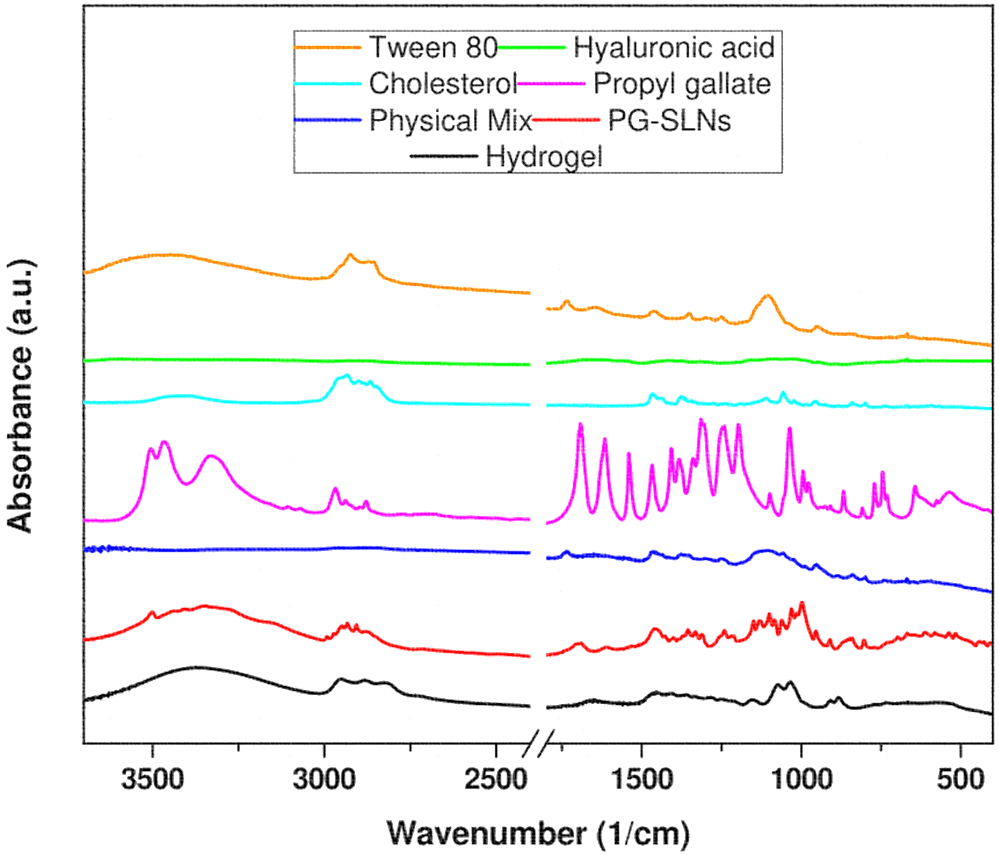 Tween 80 Hyaluronic acid
Cholesterol Propyl gallate
Physical Mix PG-SLNs
Hydrogel
Absorbance (a.u.)
3500 3000 2500 1500 1000 500
Wavenumber (1/cm)